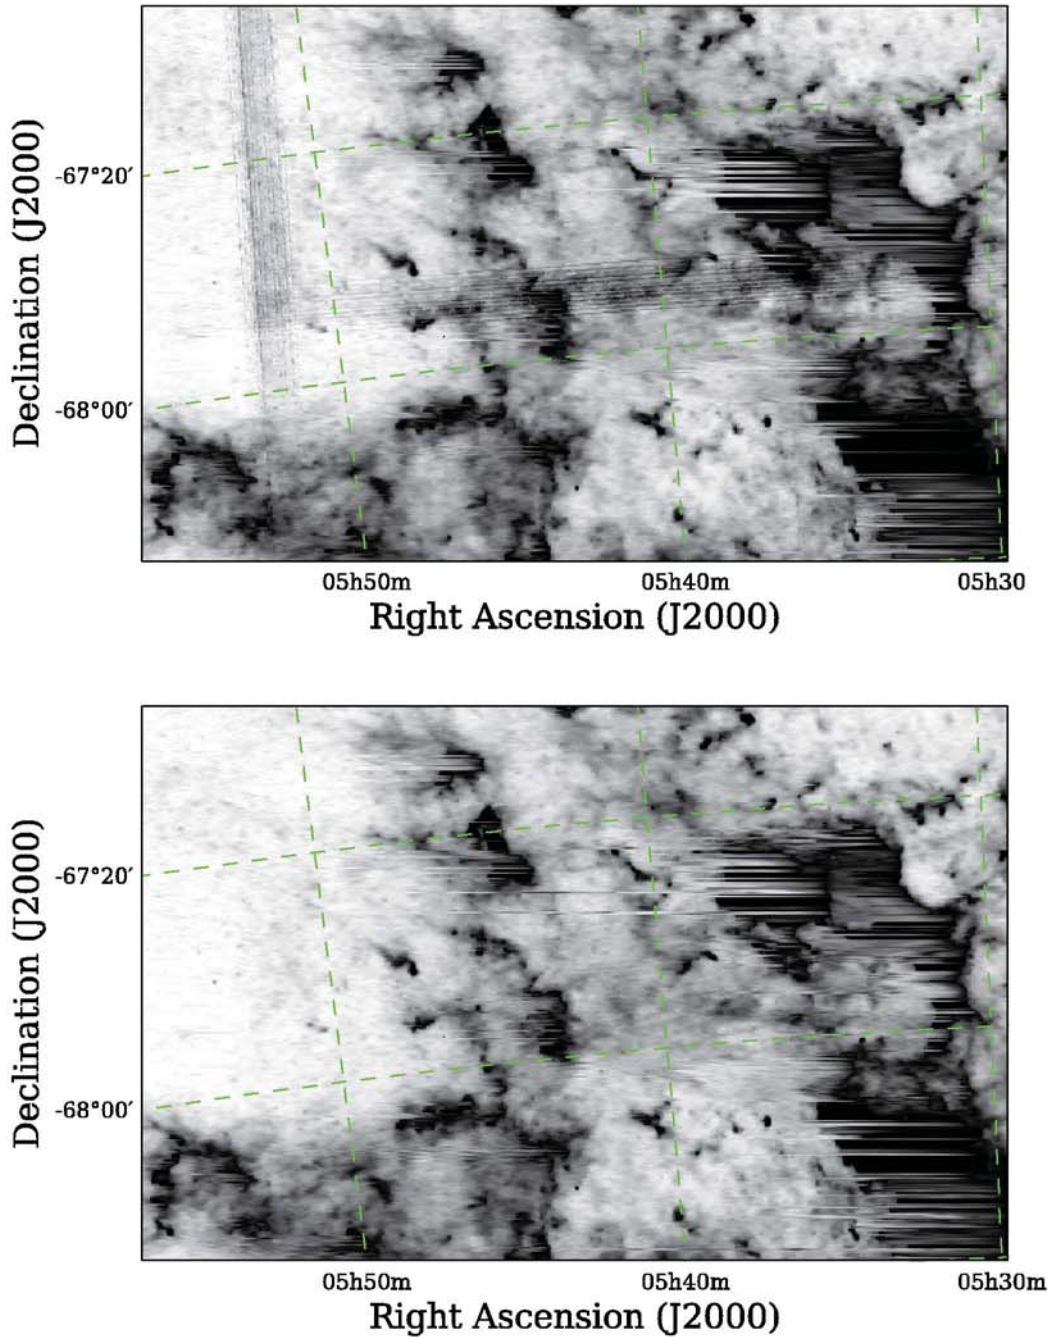 Declination (J2000)
-67°20′
-68°00′
05h50m
05h40m
05h30
Right Ascension (J2000)
Declination (J2000)
-67°20′
-68°00′
05h50m
05h40m
05h30m
Right Ascension (J2000)